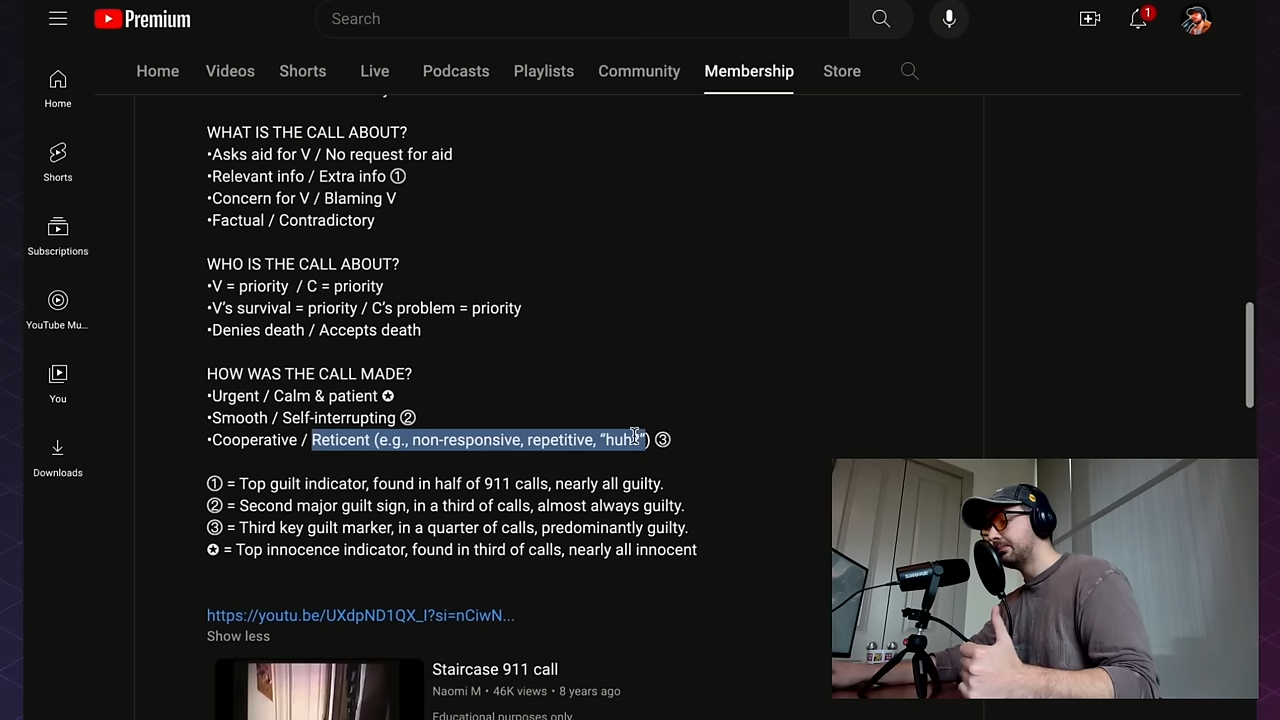 Premium
Search
1
Home
Videos
Shorts
Live
Podcasts
Playlists
Community
Membership
Store
Home
Shorts
Subscriptions
YouTube Mu...
You
Downloads
WHAT IS THE CALL ABOUT?
•Asks aid for V / No request for aid
•Relevant info / Extra info ①
•Concern for V / Blaming V
•Factual / Contradictory
WHO IS THE CALL ABOUT?
•V = priority / C = priority
•V’s survival = priority / C’s problem = priority
•Denies death / Accepts death
HOW WAS THE CALL MADE?
•Urgent / Calm & patient ✪
•Smooth / Self-interrupting ②
•Cooperative / Reticent (e.g., non-responsive, repetitive, “huh?”) ③
① = Top guilt indicator, found in half of 911 calls, nearly all guilty.
② = Second major guilt sign, in a third of calls, almost always guilty.
③ = Third key guilt marker, in a quarter of calls, predominantly guilty.
✪ = Top innocence indicator, found in third of calls, nearly all innocent
https://youtu.be/UXdpND1QX_I?si=nCiwN...
Show less
Staircase 911 call
Naomi M • 46K views • 8 years ago
Educational purposes only
SHURE